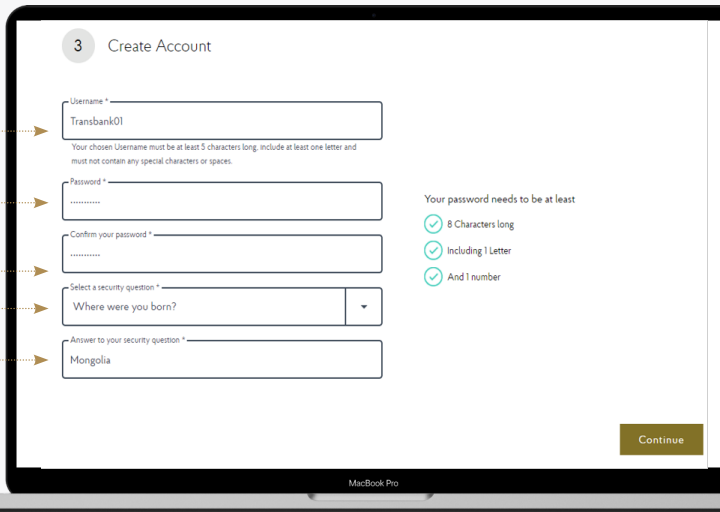 3 Create Account
Username *
Transbank01
Your chosen Username must be at least 5 characters long, include at least one letter and
must not contain any special characters or spaces.
Password *
···········
Confirm your password *
···········
Select a security question *
Where were you born?
Answer to your security question *
Mongolia
Your password needs to be at least
8 Characters long
Including 1 Letter
And 1 number
Continue
MacBook Pro